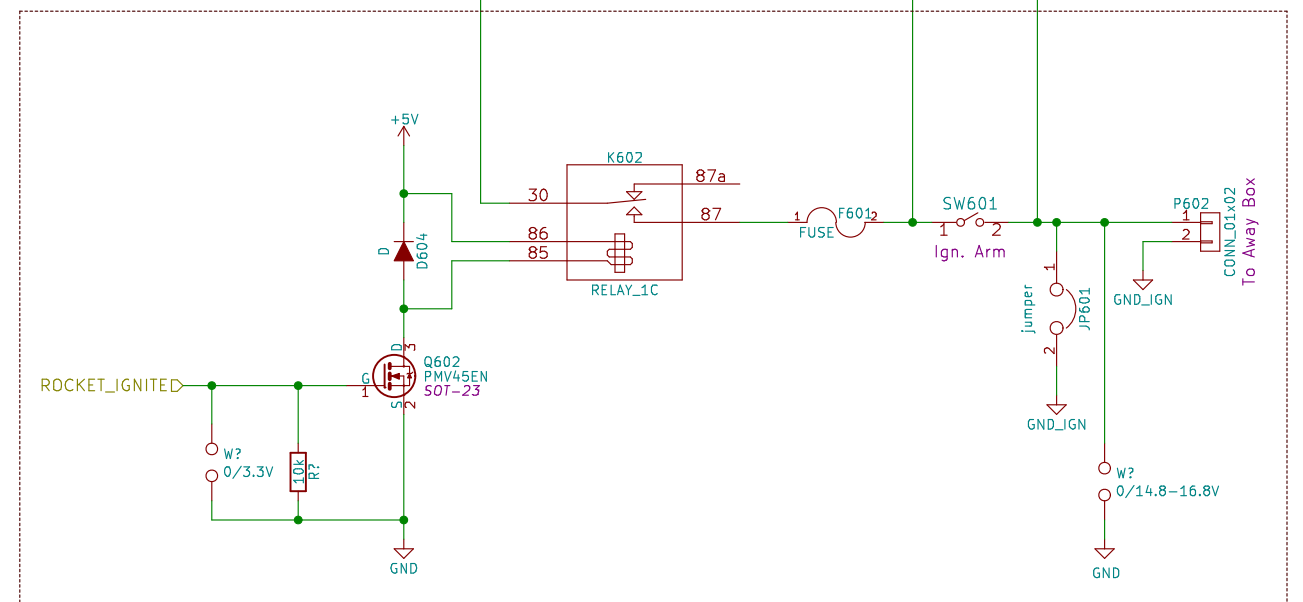 +5V
K602
87a
30
87
86
85
RELAY_1C
D
D604
1
F601
2
FUSE
SW601
1
2
Ign. Arm
P602
1
2
CONN_01x02
To Away Box
GND_IGN
jumper
1
JP601
2
GND_IGN
ROCKET_IGNITED
D
3
G
1
S
2
Q602
PMV45EN
SOT-23
W?
0/3.3V
10k
R?
GND
W?
0/14.8-16.8V
GND